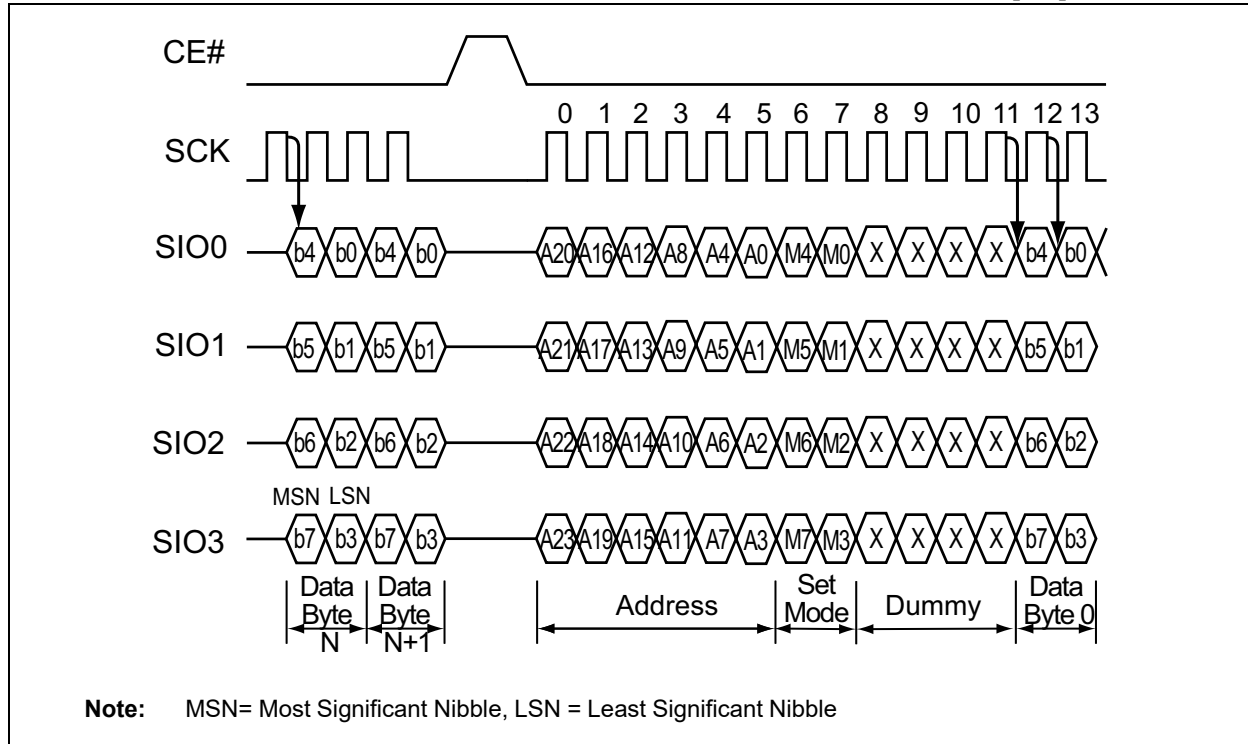 CE#
0 1 2 3 4 5 6 7 8 9 10 11 12 13
SCK
SIO0 b4 b0 b4 b0 A20 A16 A12 A8 A4 A0 M4 M0 X X X X b4 b0
SIO1 b5 b1 b5 b1 A21 A17 A13 A9 A5 A1 M5 M1 X X X X b5 b1
SIO2 b6 b2 b6 b2 A22 A18 A14 A10 A6 A2 M6 M2 X X X X b6 b2
MSN LSN
SIO3 b7 b3 b7 b3 A23 A19 A15 A11 A7 A3 M7 M3 X X X X b7 b3
Data Byte N
Data Byte N+1
Address
Set Mode
Dummy
Data Byte 0
Note: MSN= Most Significant Nibble, LSN = Least Significant Nibble